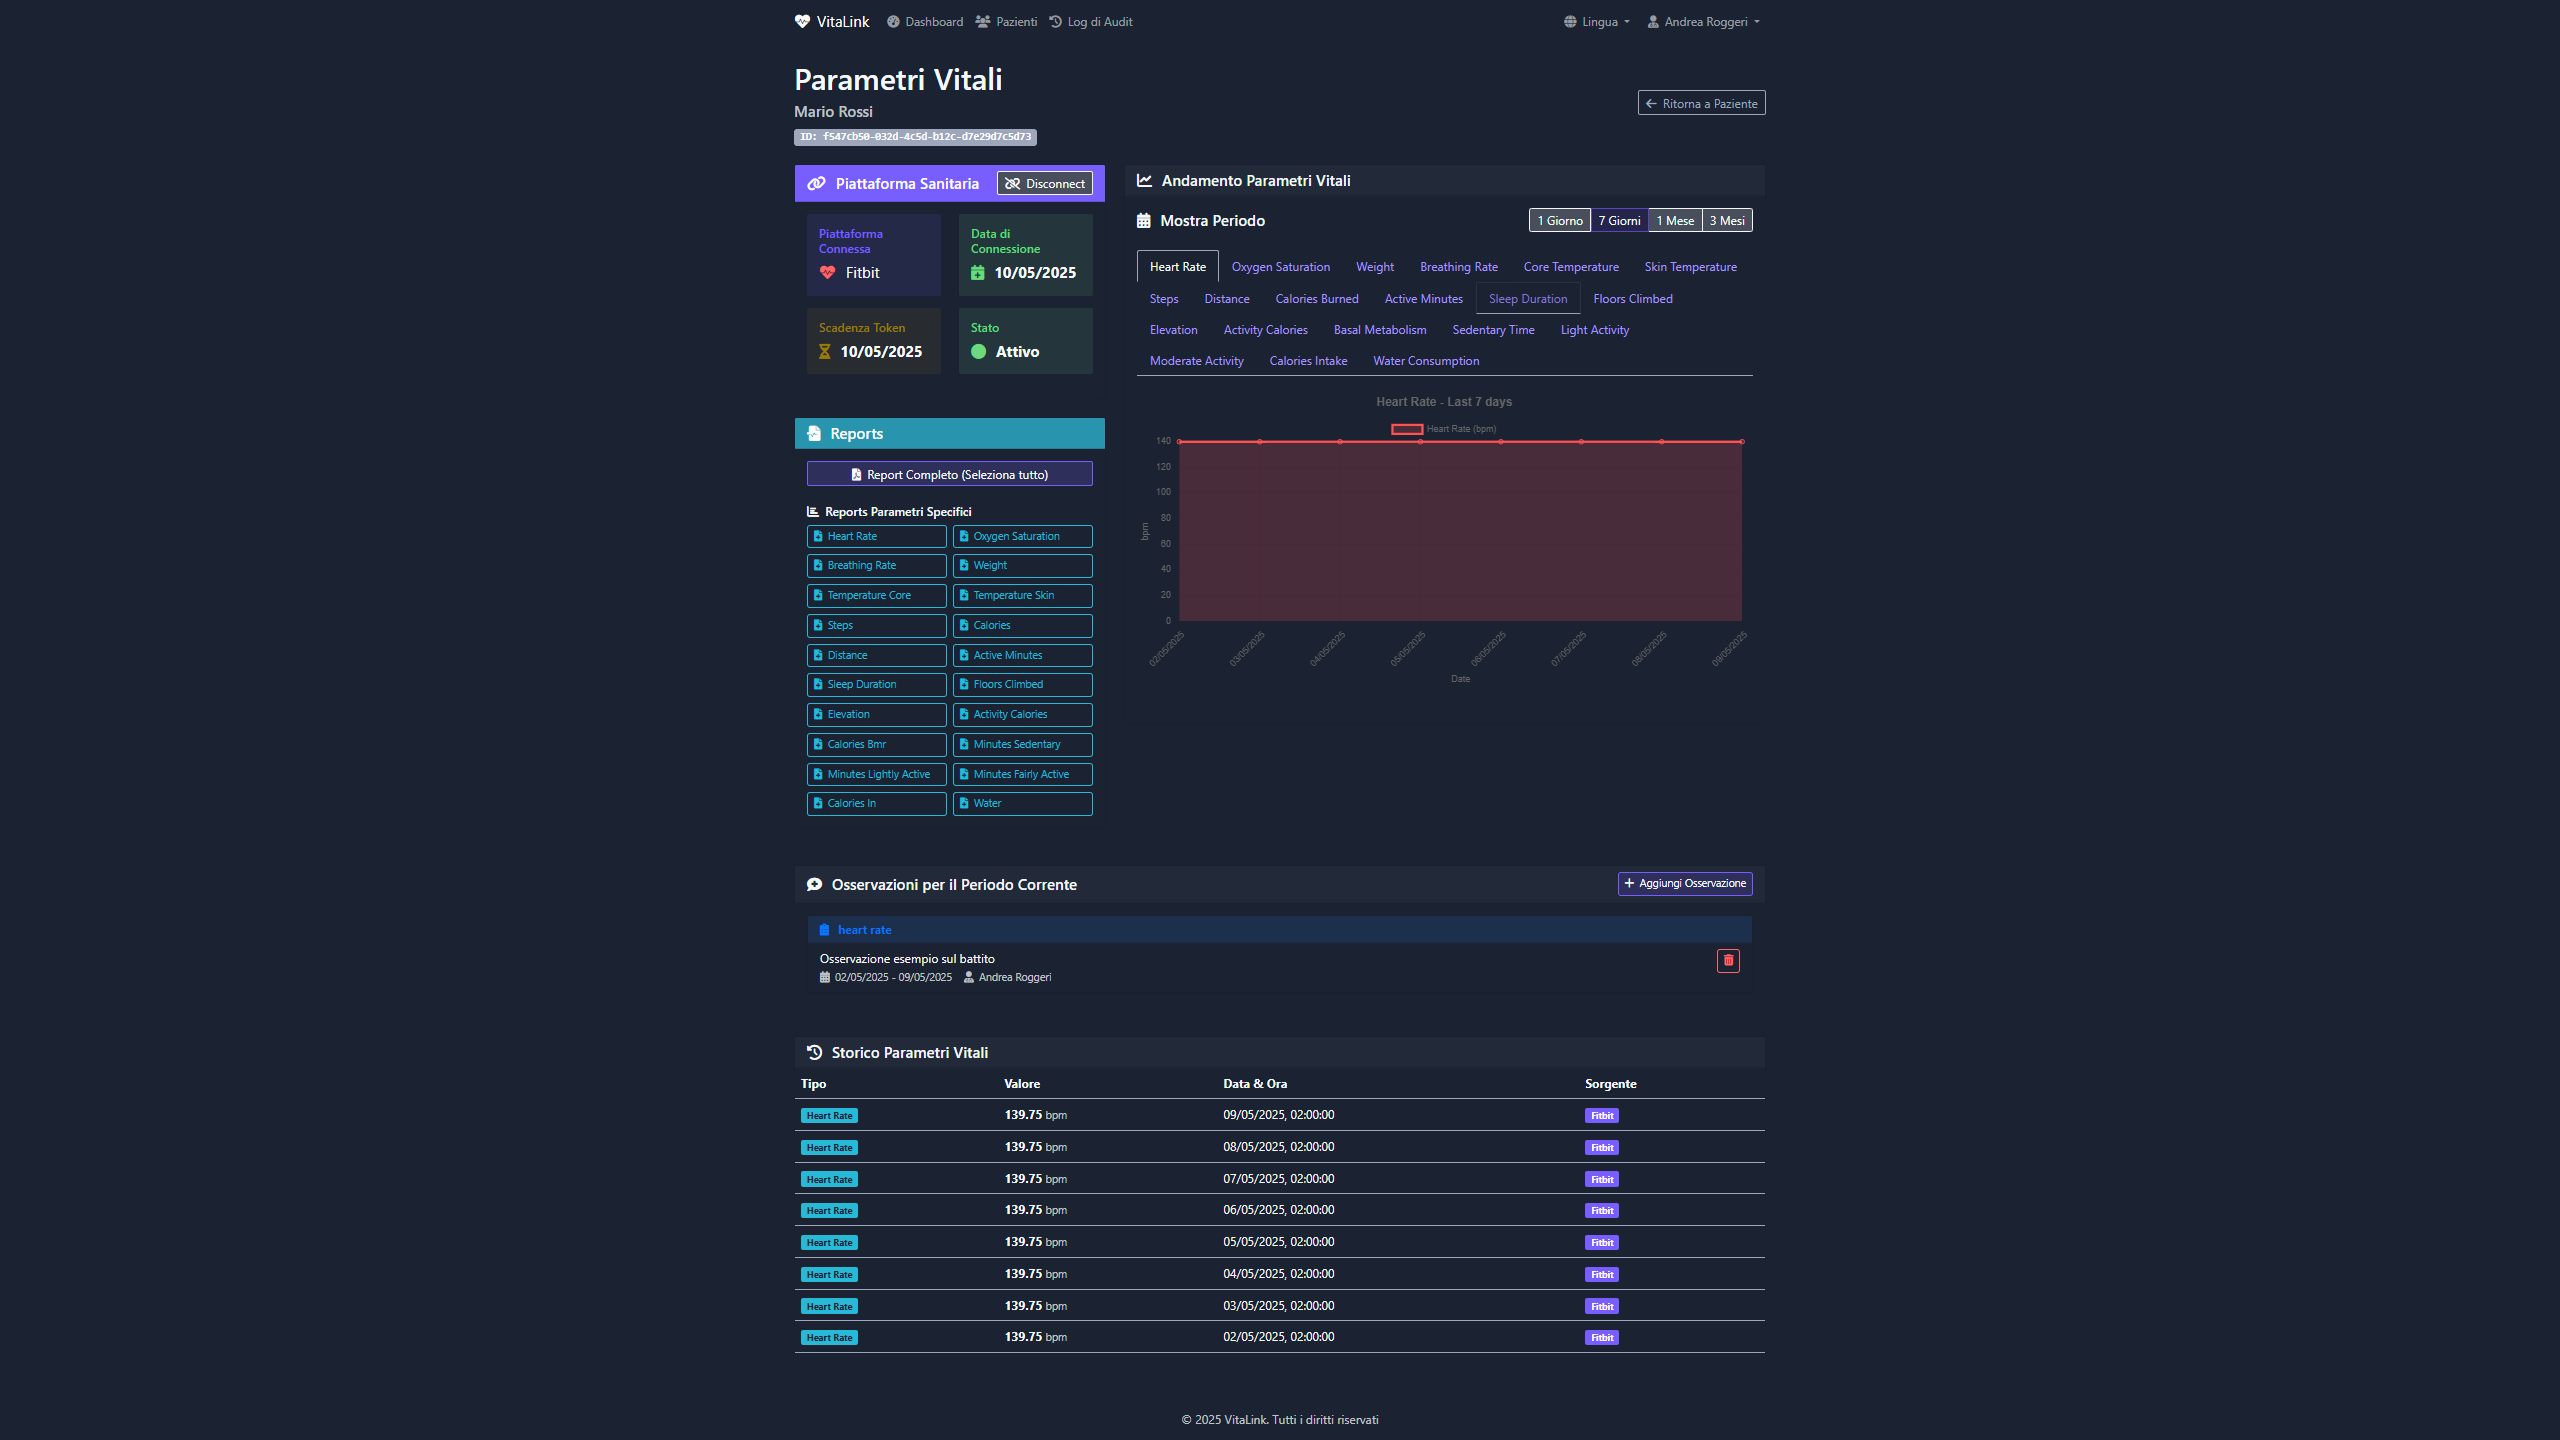 VitaLink Dashboard Pazienti Log di Audit Lingua Andrea Roggeri
Parametri Vitali
Mario Rossi
ID: f547cb50-032d-4c5d-b12c-d7e29d7c5d73
Ritorna a Paziente
Piattaforma Sanitaria Disconnect
Piattaforma Connessa
Fitbit
Data di Connessione
10/05/2025
Scadenza Token
10/05/2025
Stato
Attivo
Reports
Report Completo (Seleziona tutto)
Reports Parametri Specifici
Heart Rate Oxygen Saturation
Breathing Rate Weight
Temperature Core Temperature Skin
Steps Calories
Distance Active Minutes
Sleep Duration Floors Climbed
Elevation Activity Calories
Calories Bmr Minutes Sedentary
Minutes Lightly Active Minutes Fairly Active
Calories In Water
Andamento Parametri Vitali
Mostra Periodo 1 Giorno 7 Giorni 1 Mese 3 Mesi
Heart Rate Oxygen Saturation Weight Breathing Rate Core Temperature Skin Temperature
Steps Distance Calories Burned Active Minutes Sleep Duration Floors Climbed
Elevation Activity Calories Basal Metabolism Sedentary Time Light Activity
Moderate Activity Calories Intake Water Consumption
Heart Rate - Last 7 days
Heart Rate (bpm)
140
120
100
80
60
40
20
0
bpm
02/05/2025 03/05/2025 04/05/2025 05/05/2025 06/05/2025 07/05/2025 08/05/2025 09/05/2025
Date
Osservazioni per il Periodo Corrente Aggiungi Osservazione
heart rate
Osservazione esempio sul battito
02/05/2025 - 09/05/2025 Andrea Roggeri
Storico Parametri Vitali
Tipo Valore Data & Ora Sorgente
Heart Rate 139.75 bpm 09/05/2025, 02:00:00 Fitbit
Heart Rate 139.75 bpm 08/05/2025, 02:00:00 Fitbit
Heart Rate 139.75 bpm 07/05/2025, 02:00:00 Fitbit
Heart Rate 139.75 bpm 06/05/2025, 02:00:00 Fitbit
Heart Rate 139.75 bpm 05/05/2025, 02:00:00 Fitbit
Heart Rate 139.75 bpm 04/05/2025, 02:00:00 Fitbit
Heart Rate 139.75 bpm 03/05/2025, 02:00:00 Fitbit
Heart Rate 139.75 bpm 02/05/2025, 02:00:00 Fitbit
© 2025 VitaLink. Tutti i diritti riservati